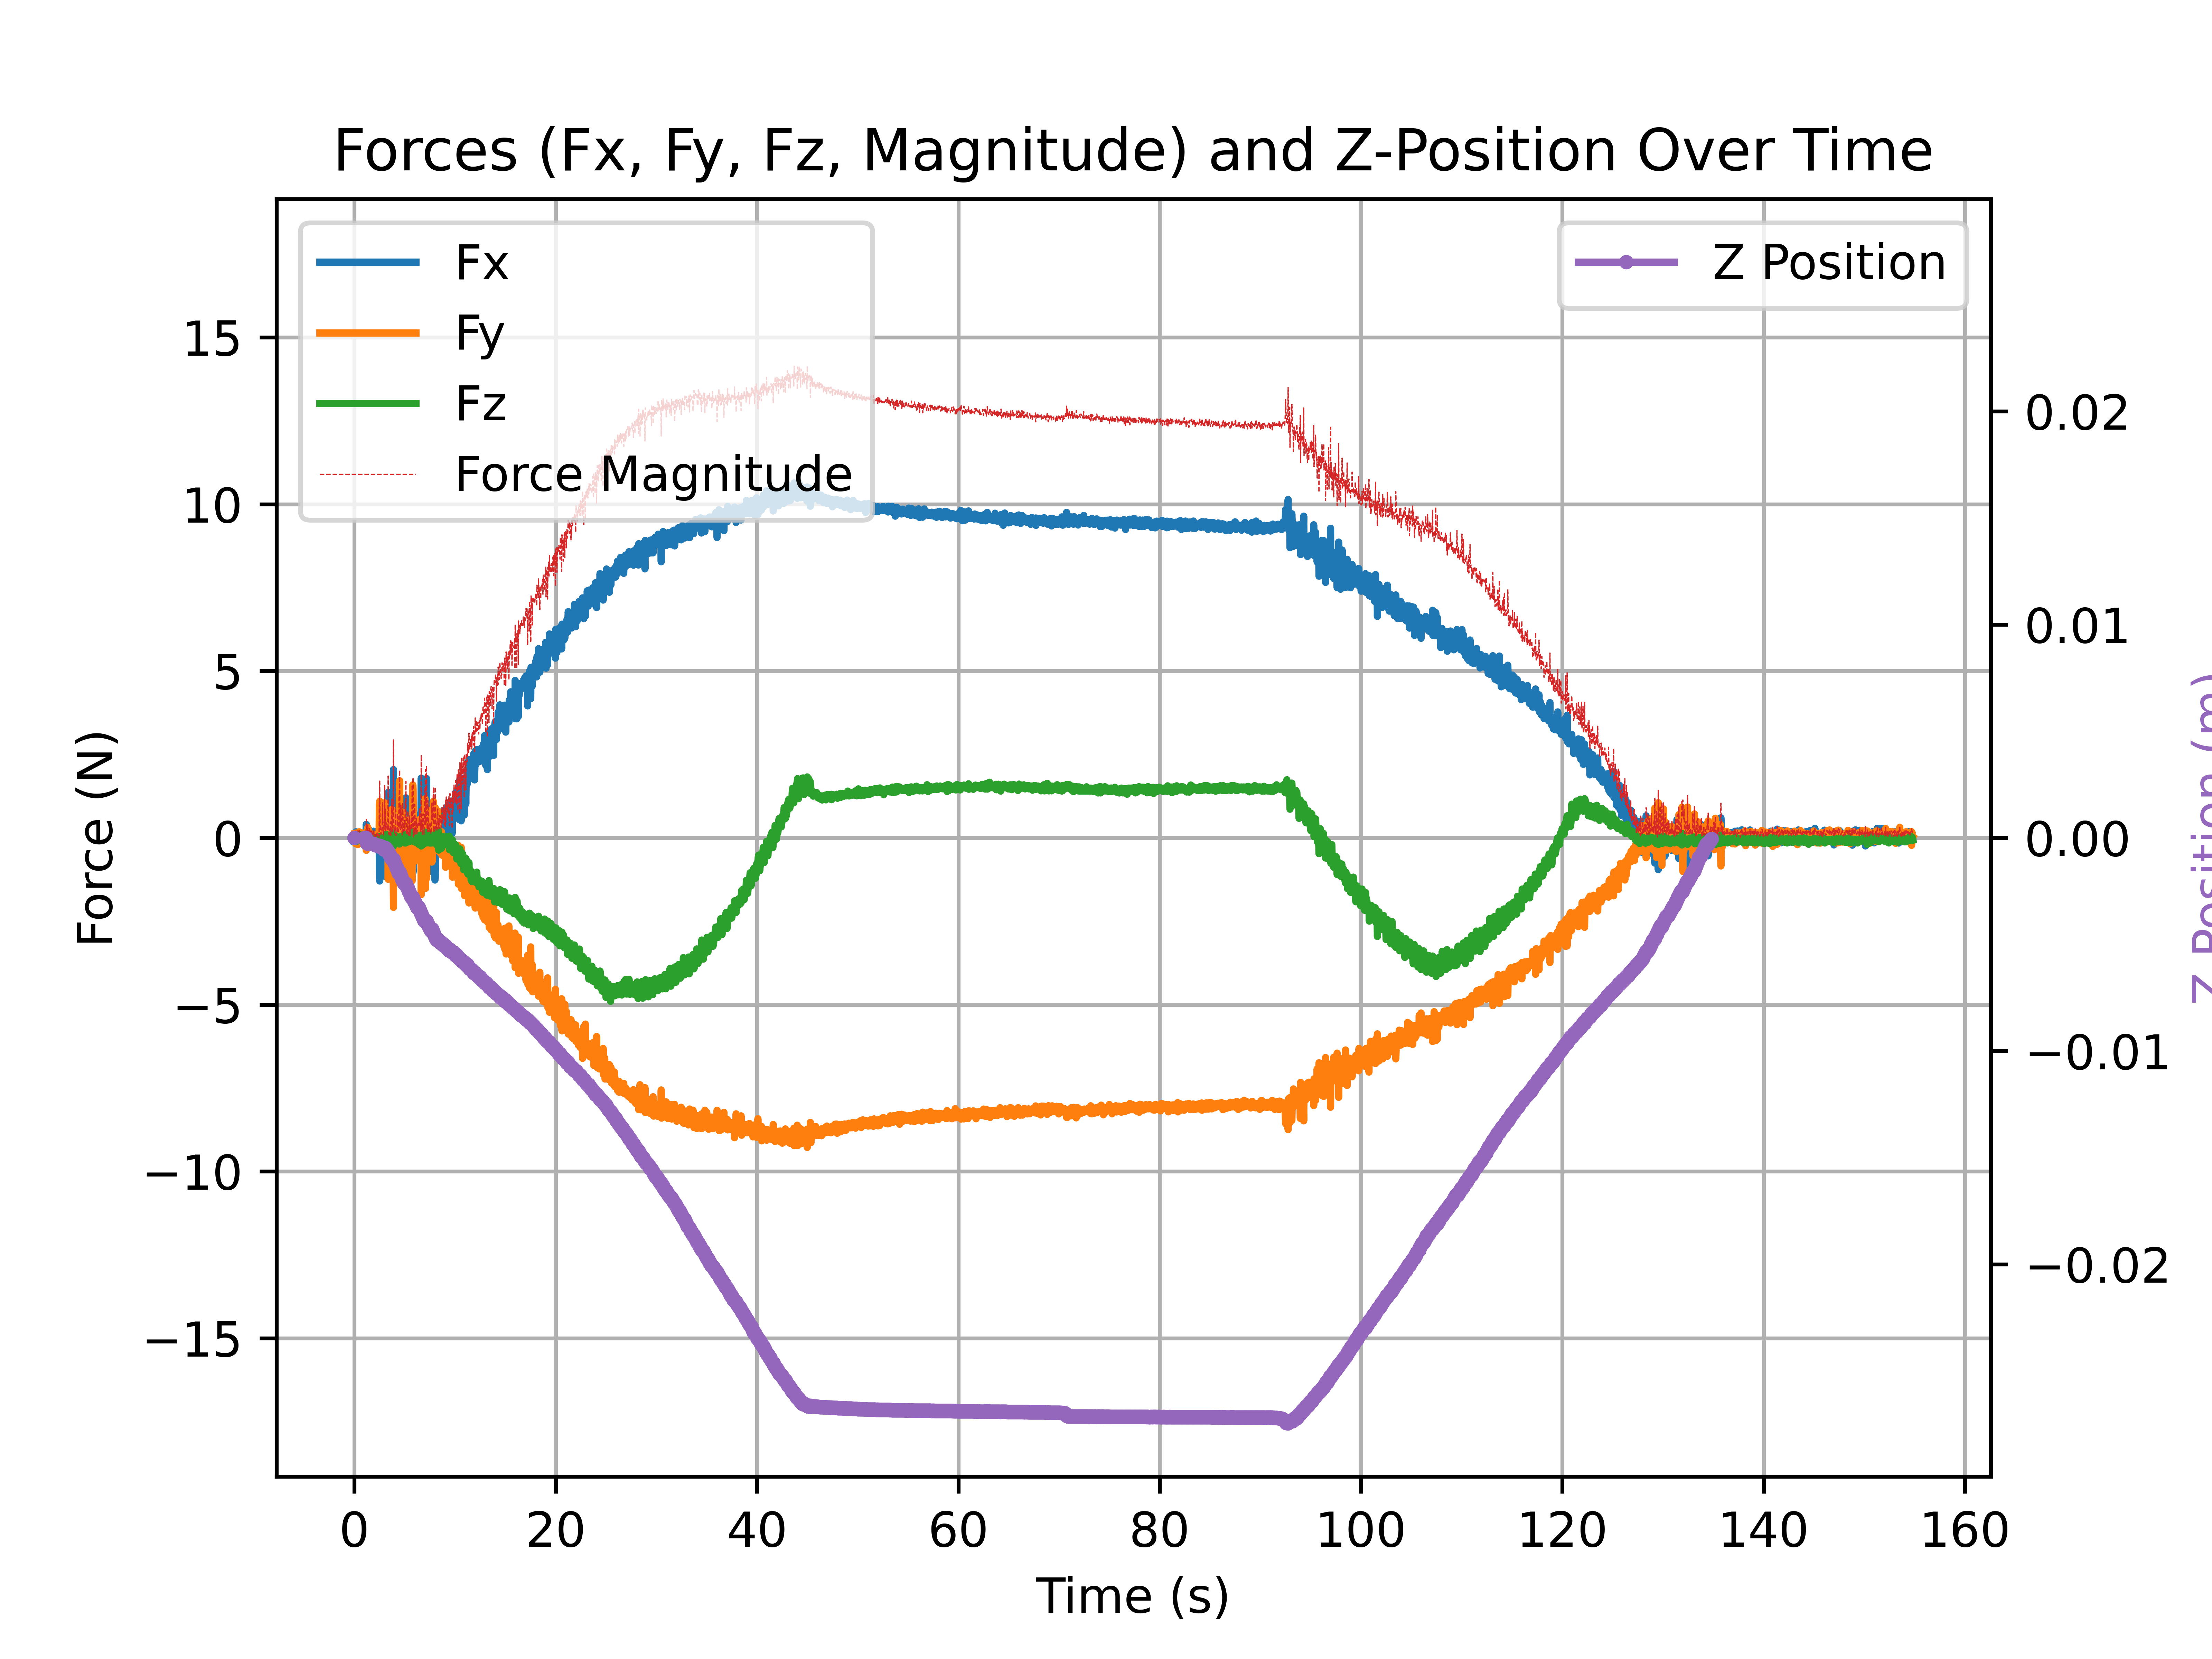 Forces (Fx, Fy, Fz, Magnitude) and Z-Position Over Time
Fx
Fy
Fz
Force Magnitude
Z Position
15
10
5
0
−5
−10
−15
Force (N)
0.02
0.01
0.00
−0.01
−0.02
Z Position (m)
0 20 40 60 80 100 120 140 160
Time (s)